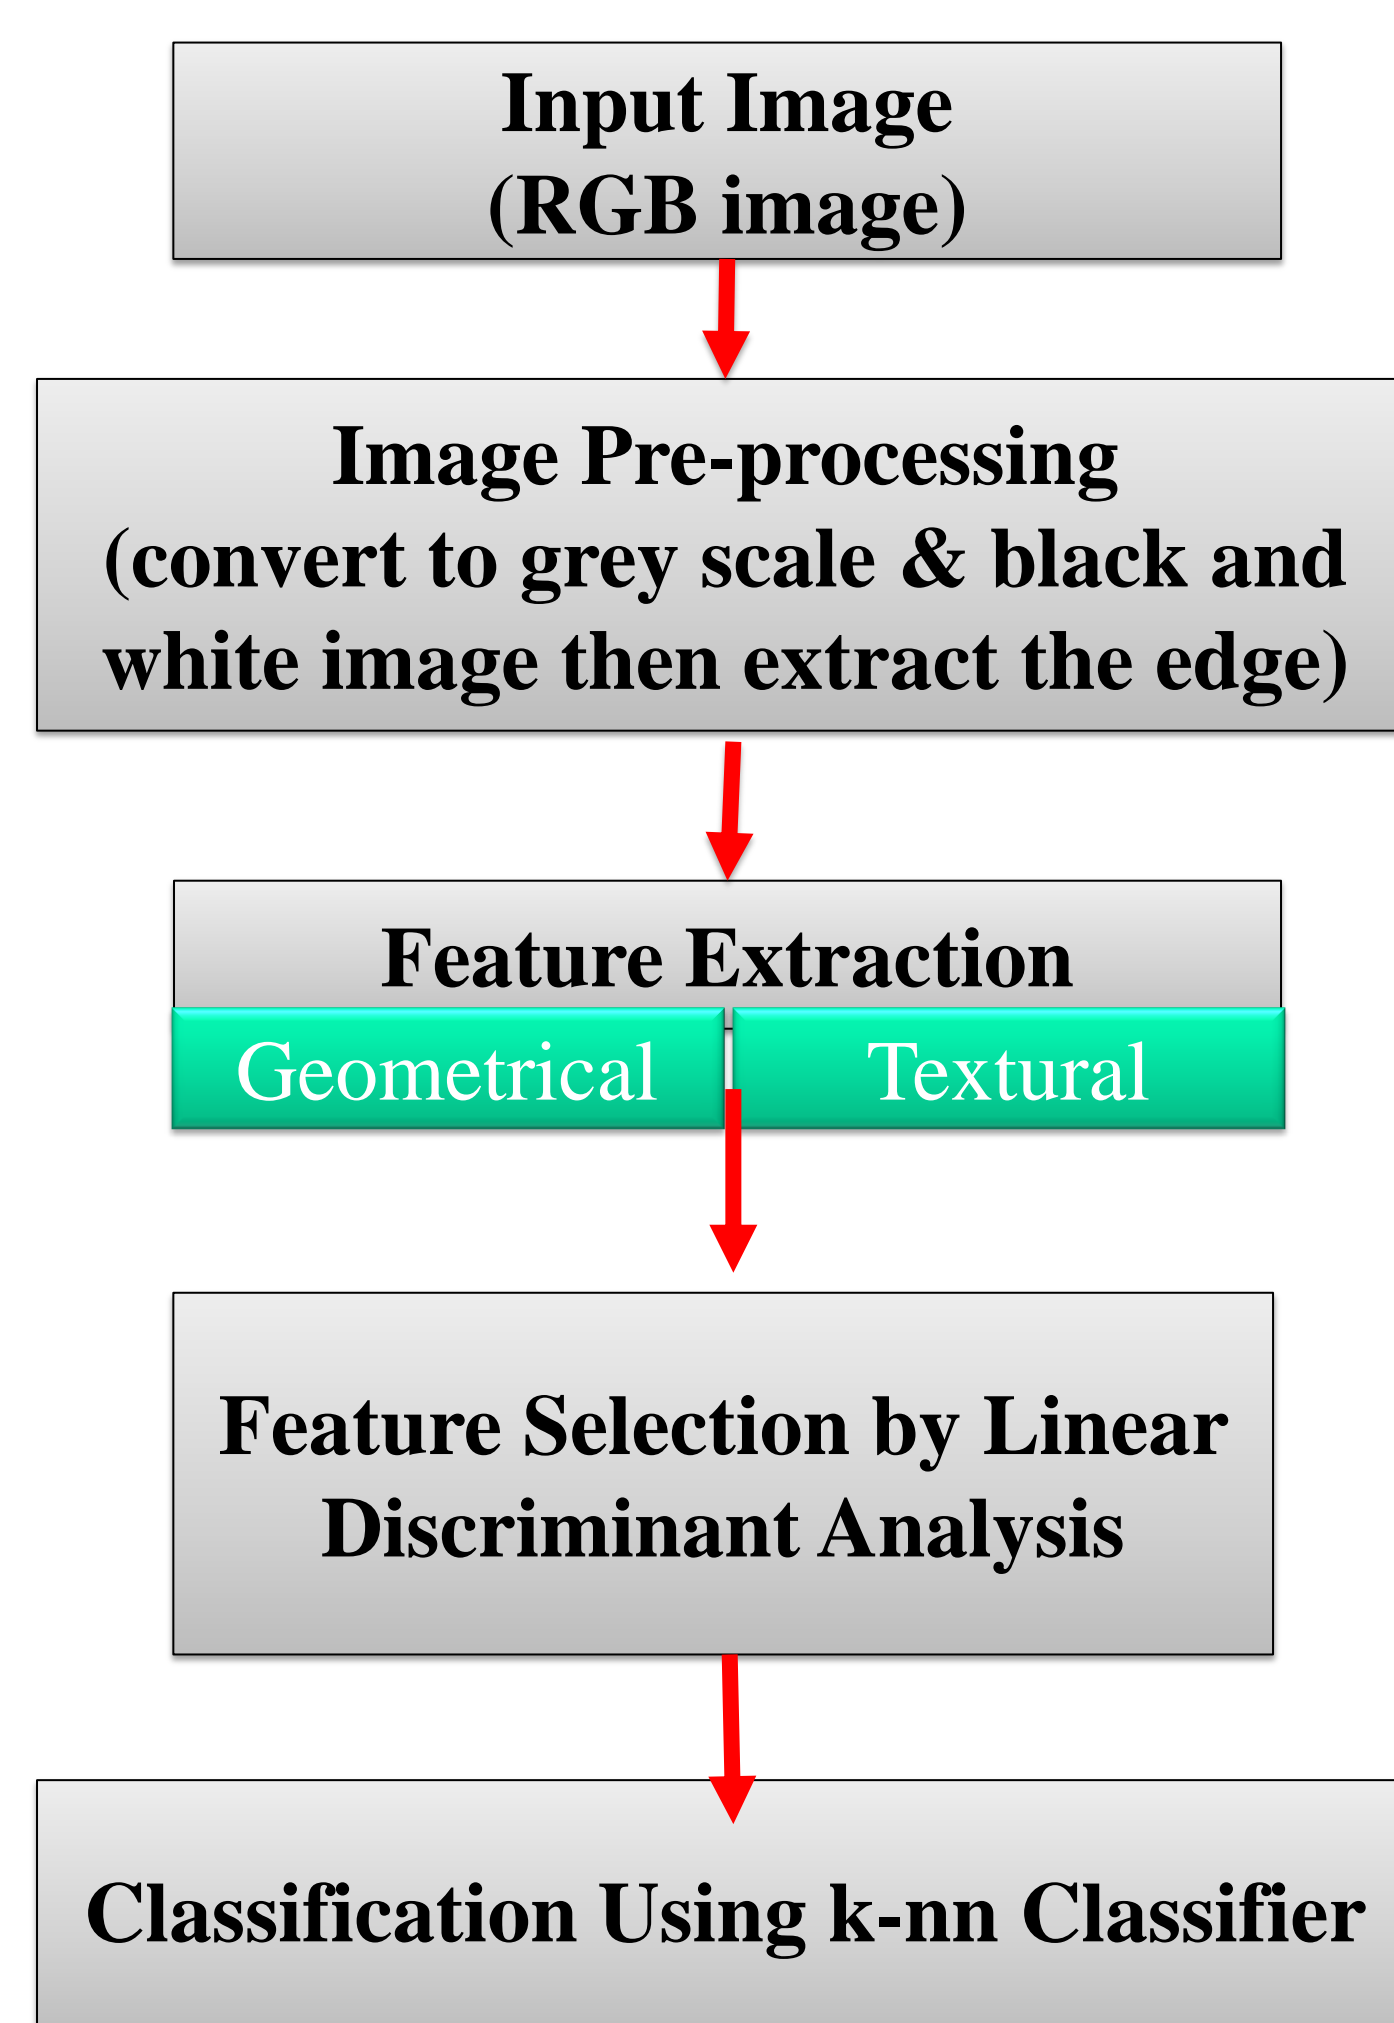 Input Image
(RGB image)
Image Pre-processing
(convert to grey scale & black and
white image then extract the edge)
Feature Extraction
Geometrical
Textural
Feature Selection by Linear
Discriminant Analysis
Classification Using k-nn Classifier